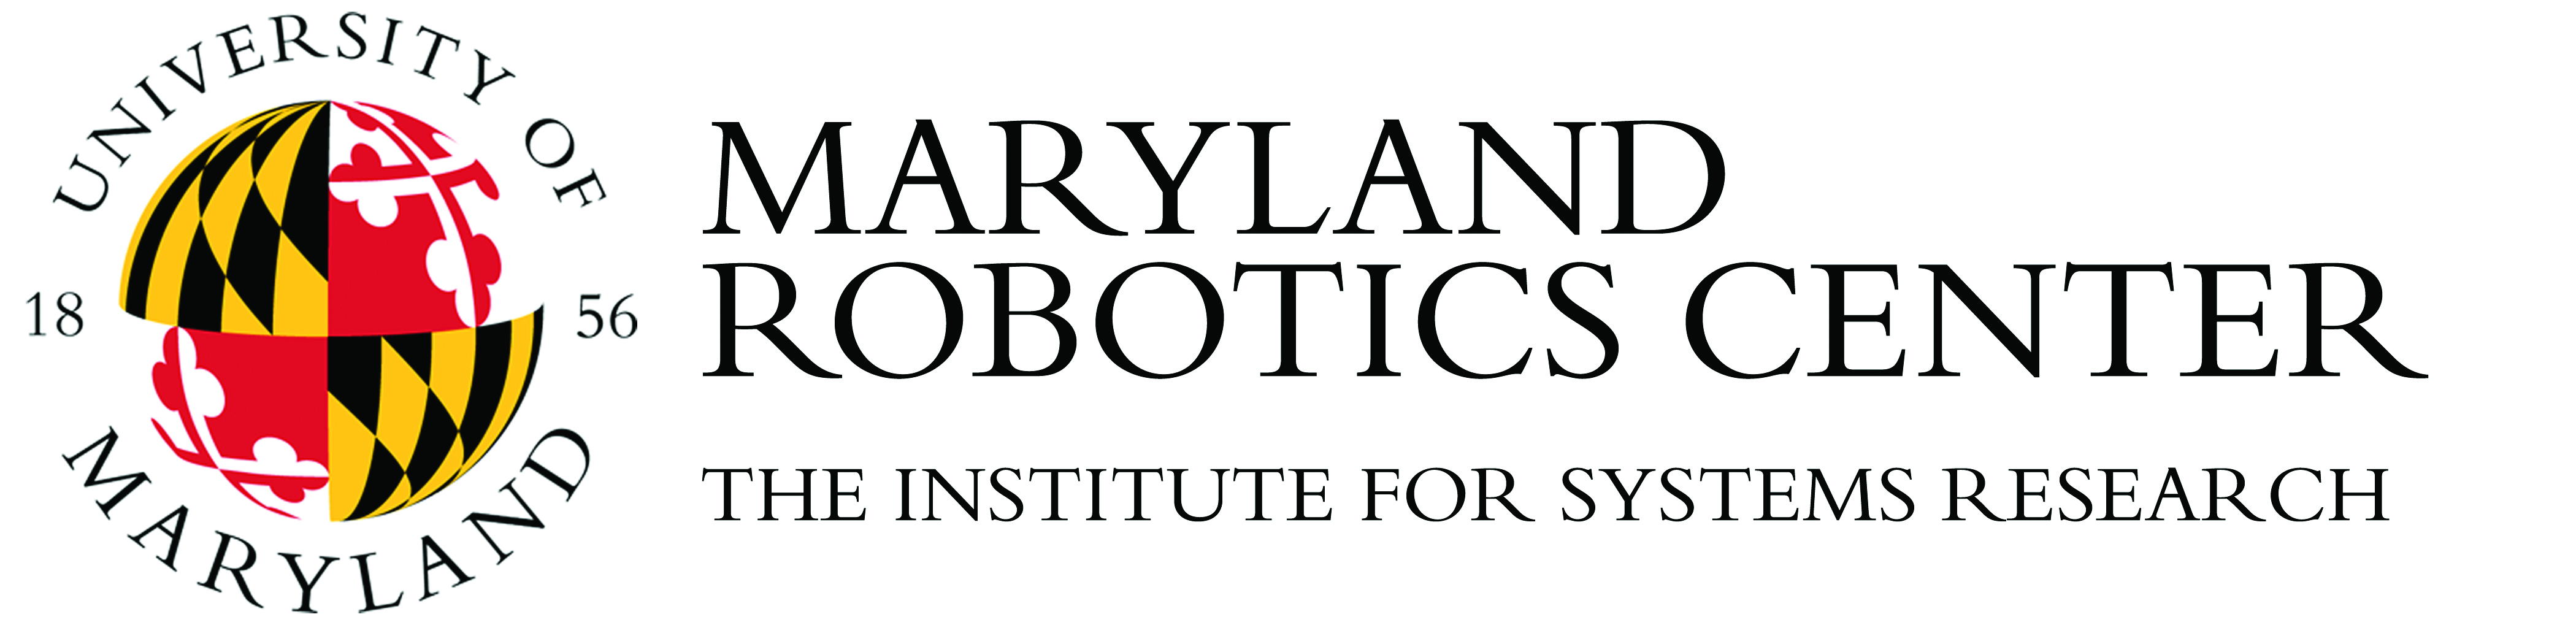 UNIVERSITY OF
18 56
MARYLAND
MARYLAND
ROBOTICS CENTER
THE INSTITUTE FOR SYSTEMS RESEARCH